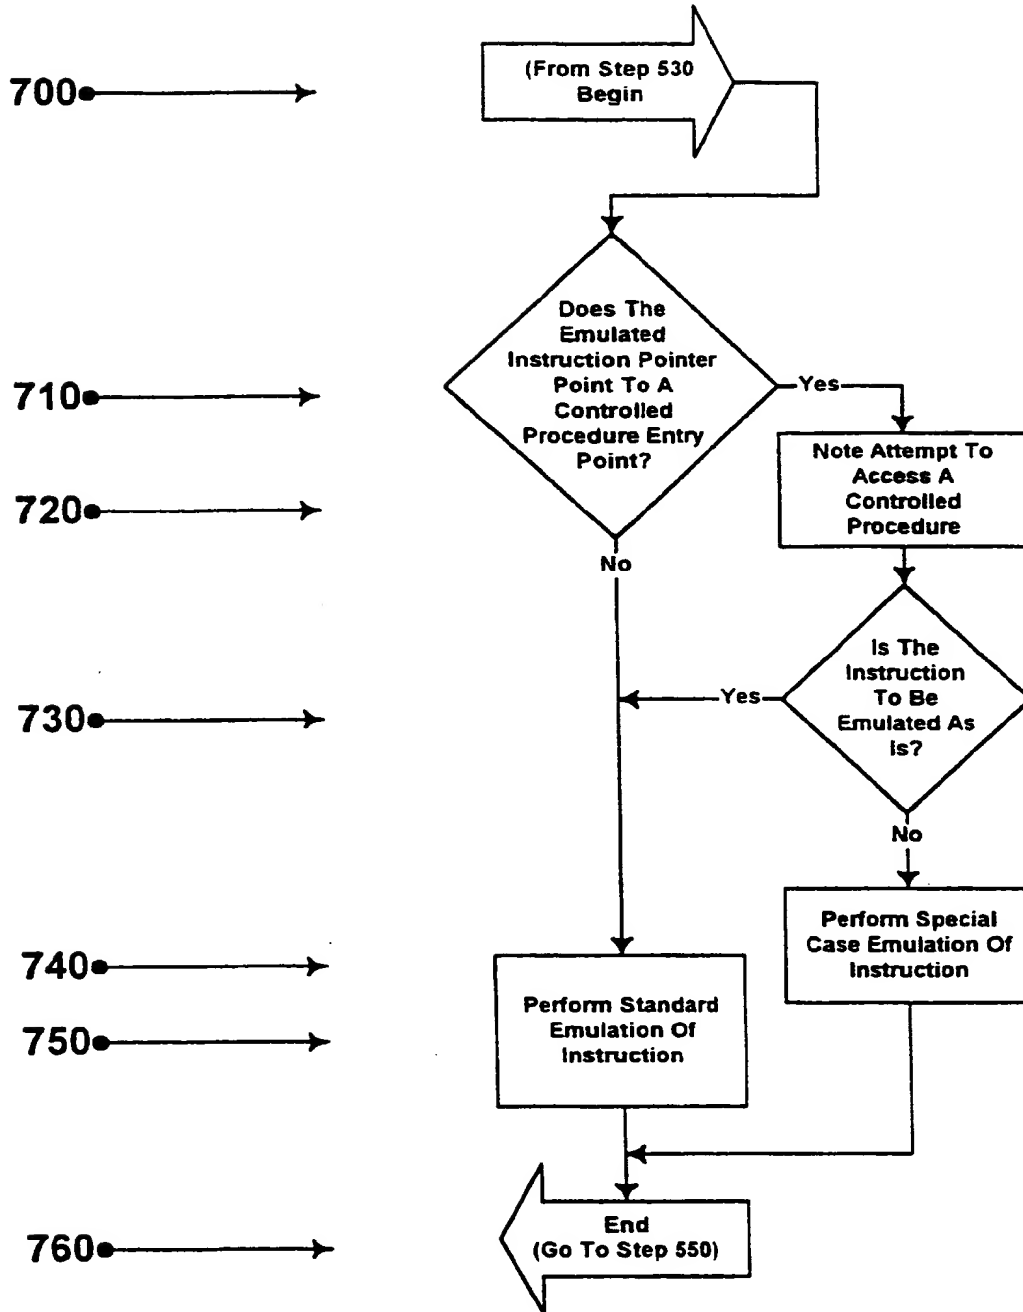 700
(From Step 530
Begin
710
Does The
Emulated
Instruction Pointer
Point To A
Controlled
Procedure Entry
Point?
Yes
720
Note Attempt To
Access A
Controlled
Procedure
No
730
Is The
Instruction
To Be
Emulated As
Is?
Yes
No
740
Perform Special
Case Emulation Of
Instruction
750
Perform Standard
Emulation Of
Instruction
760
End
(Go To Step 550)